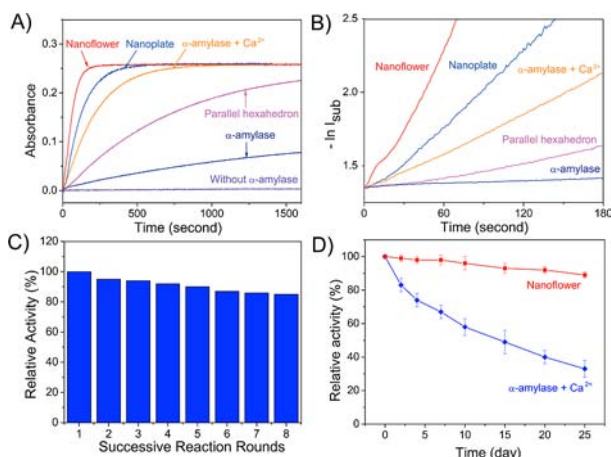 A)
Nanoflower
Nanoplate
α-amylase + Ca²⁺
Parallel hexahedron
α-amylase
Without α-amylase
Absorbance
0.3
0.2
0.1
0.0
0
500
1000
1500
Time (second)
B)
Nanoflower
Nanoplate
α-amylase + Ca²⁺
Parallel hexahedron
α-amylase
- ln Isub
2.5
2.0
1.5
0
60
120
180
Time (second)
C)
Relative Activity (%)
120
100
80
60
40
20
0
1 2 3 4 5 6 7 8
Successive Reaction Rounds
D)
Nanoflower
α-amylase + Ca²⁺
Relative activity (%)
100
80
60
40
20
0
0 5 10 15 20 25
Time (day)